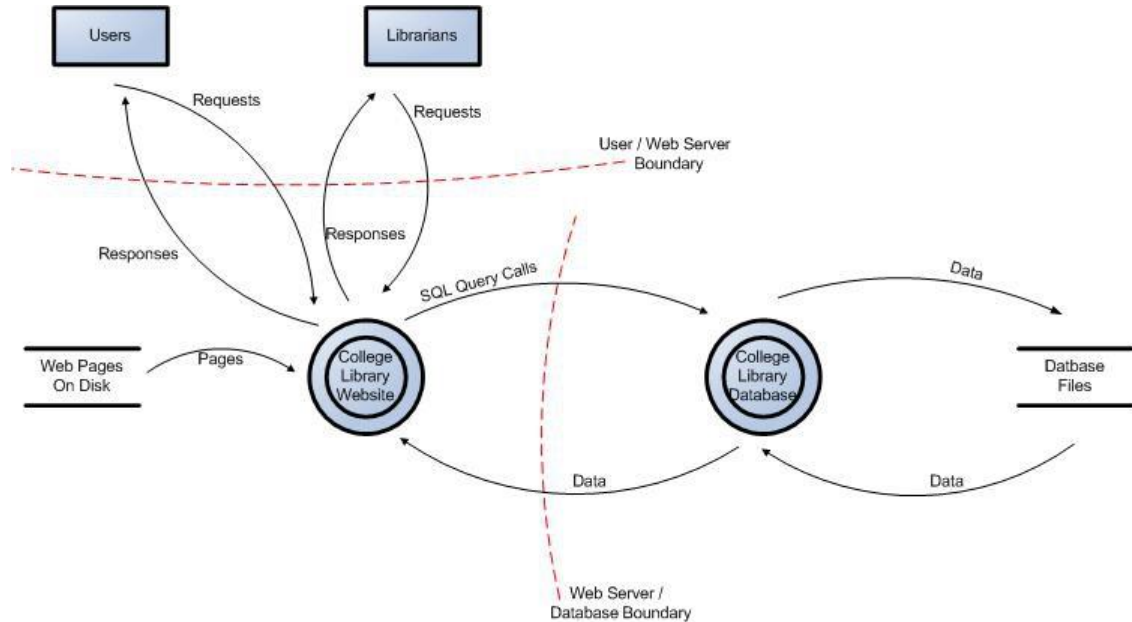 Users
Librarians
Requests
Requests
User / Web Server
Boundary
Responses
Responses
SQL Query Calls
Data
Web Pages
On Disk
Pages
College
Library
Website
College
Library
Database
Datbase
Files
Data
Data
Web Server /
Database Boundary